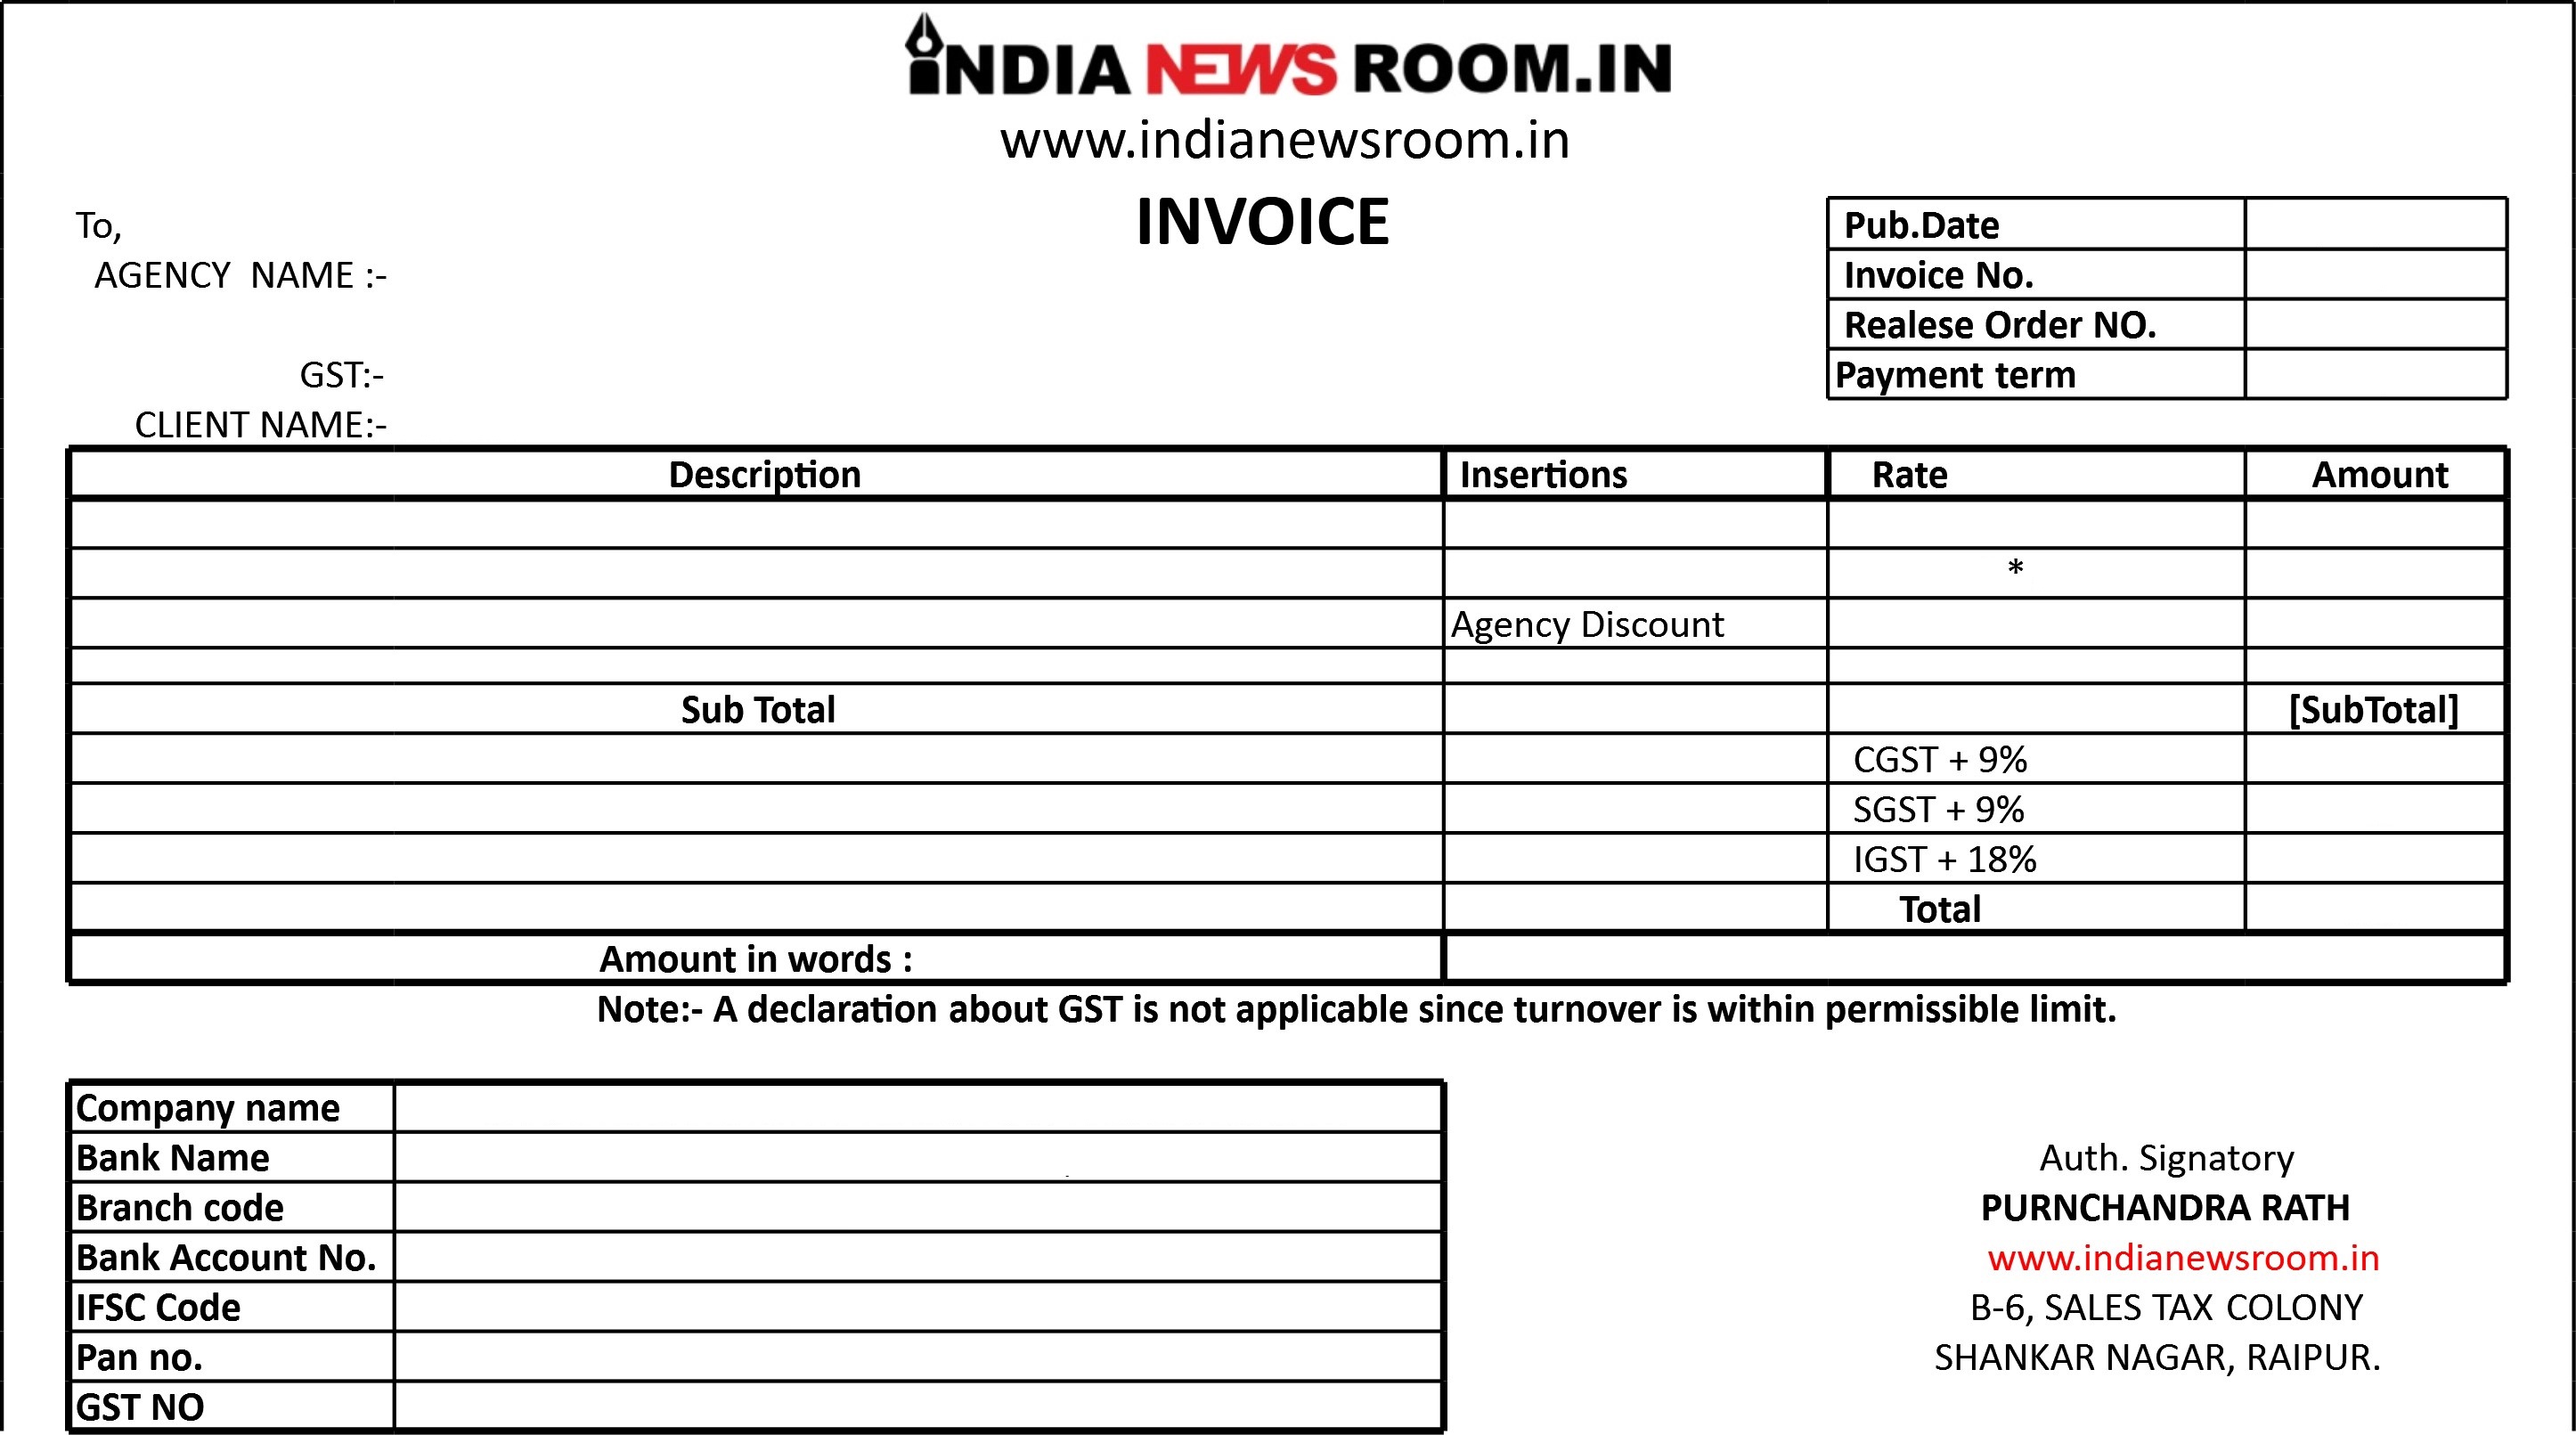 INDIA NEWS ROOM.IN
www.indianewsroom.in
INVOICE
To,
AGENCY NAME :-
GST:-
CLIENT NAME:-
Pub.Date
Invoice No.
Realese Order NO.
Payment term
Description Insertions Rate Amount
*
Agency Discount
Sub Total [SubTotal]
CGST + 9%
SGST + 9%
IGST + 18%
Total
Amount in words :
Note:- A declaration about GST is not applicable since turnover is within permissible limit.
Company name
Bank Name
Branch code
Bank Account No.
IFSC Code
Pan no.
GST NO
Auth. Signatory
PURNCHANDRA RATH
www.indianewsroom.in
B-6, SALES TAX COLONY
SHANKAR NAGAR, RAIPUR.